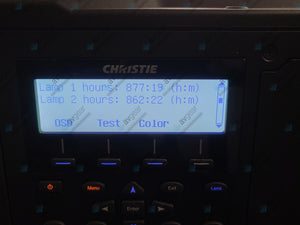 CHRISTIE
Lamp 1 hours: 877:19 (h:m)
Lamp 2 hours: 862:22 (h:m)
OSD Test Color
Menu Exit Lens
Enter